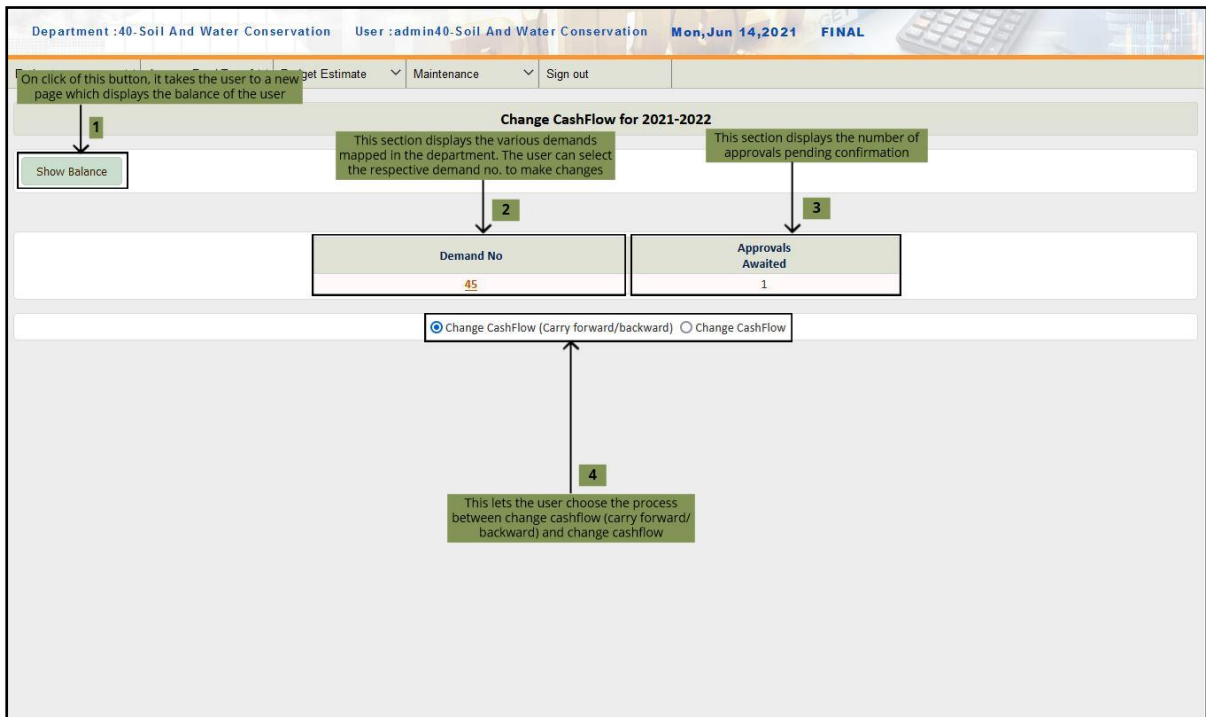 Department :40-Soil And Water Conservation User :admin40-Soil And Water Conservation Mon,Jun 14,2021 FINAL
Estimate Maintenance Sign out
On click of this button, it takes the user to a new
page which displays the balance of the user
1
Change CashFlow for 2021-2022
This section displays the various demands
mapped in the department. The user can select
the respective demand no. to make changes
This section displays the number of
approvals pending confirmation
Show Balance
2
3
Demand No
Approvals
Awaited
45
1
Change CashFlow (Carry forward/backward) Change CashFlow
4
This lets the user choose the process
between change cashflow (carry forward/
backward) and change cashflow